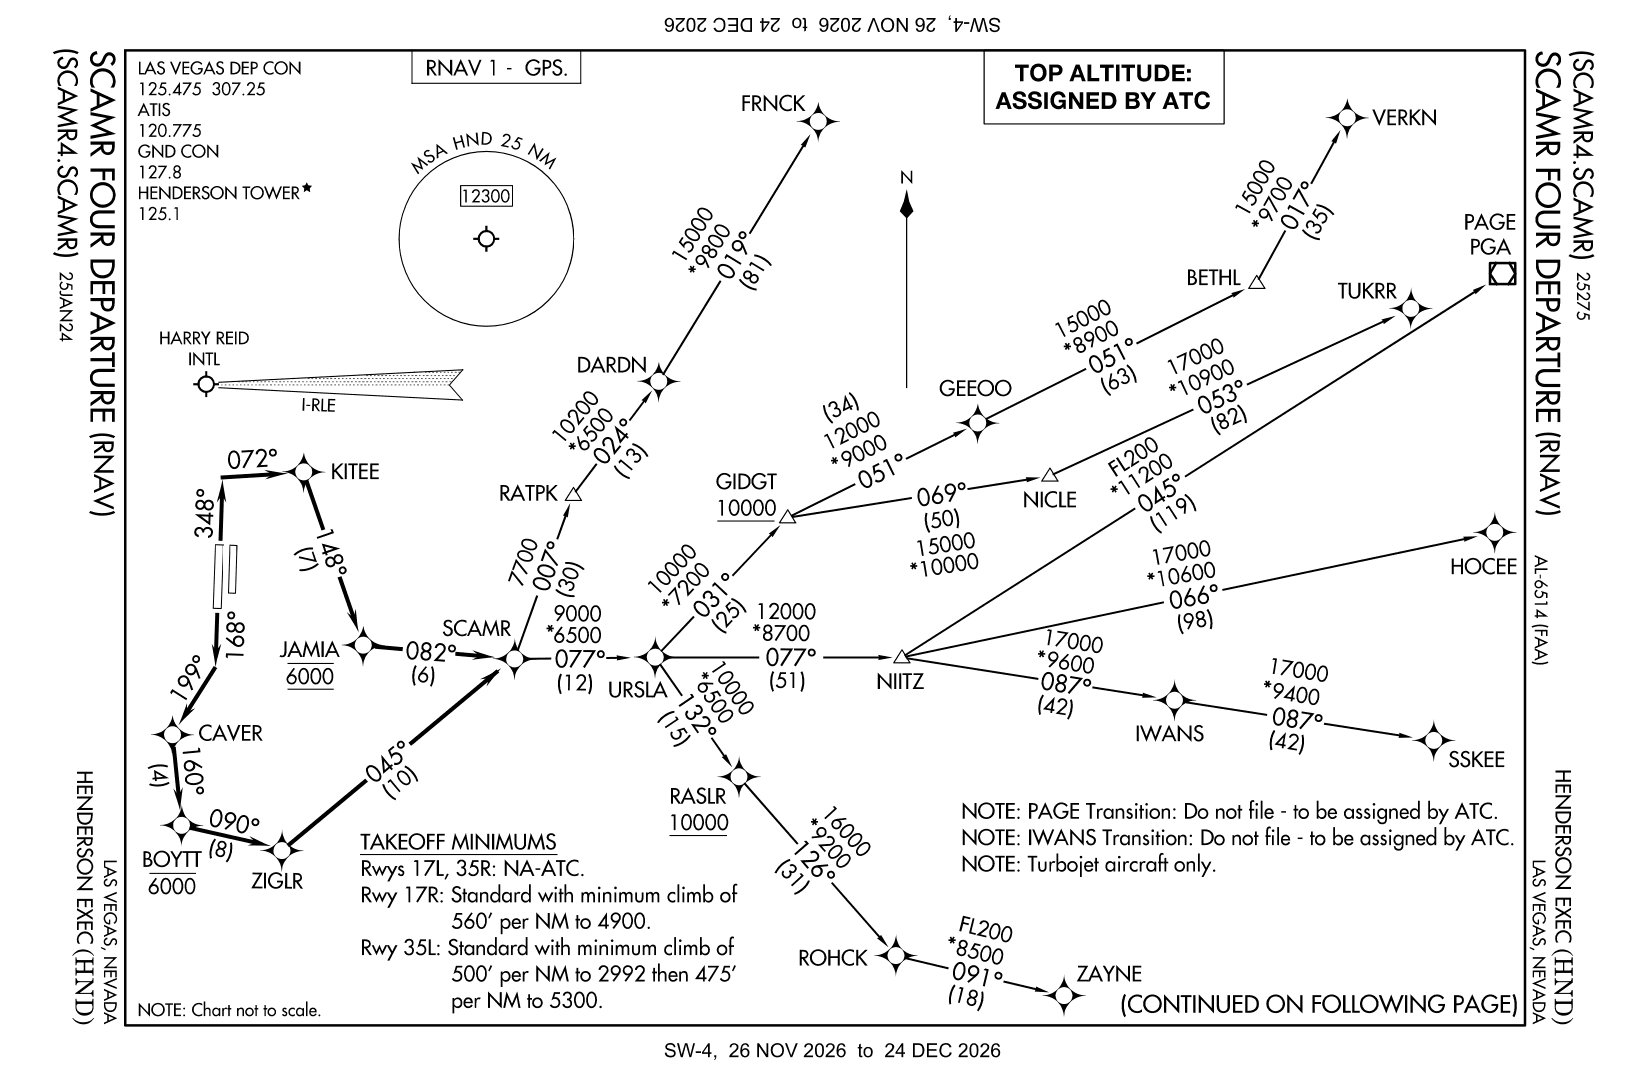 SW-4, 26 NOV 2026 to 24 DEC 2026
SCAMR FOUR DEPARTURE (RNAV)
(SCAMR4.SCAMR) 25JAN24
HENDERSON EXEC (HND)
LAS VEGAS, NEVADA
(SCAMR4.SCAMR) 25275
SCAMR FOUR DEPARTURE (RNAV)
AL-6514 (FAA)
HENDERSON EXEC (HND)
LAS VEGAS, NEVADA
LAS VEGAS DEP CON
125.475 307.25
ATIS
120.775
GND CON
127.8
HENDERSON TOWER★
125.1
RNAV 1 - GPS.
TOP ALTITUDE:
ASSIGNED BY ATC
MSA HND 25 NM
12300
N
HARRY REID
INTL
I-RLE
FRNCK
15000
*9800
019°
(81)
DARDN
10200
*6500
024°
(13)
RATPK
7700
007°
(30)
VERKN
15000
*9700
017°
(35)
BETHL
15000
*8900
051°
(63)
GEEOO
(34)
12000
*9000
051°
PAGE
PGA
TUKRR
17000
*10900
053°
(82)
NICLE
069°
(50)
15000
*10000
GIDGT
10000
10000
*7200
031°
(25)
FL200
*11200
045°
(119)
HOCEE
17000
*10600
066°
(98)
072°
KITEE
348°
148°
(7)
168°
JAMIA
6000
082°
(6)
SCAMR
9000
*6500
077°
(12)
URSLA
12000
*8700
077°
(51)
NIITZ
17000
*9600
087°
(42)
IWANS
17000
*9400
087°
(42)
SSKEE
199°
CAVER
160°
(4)
BOYTT
6000
090°
(8)
ZIGLR
045°
(10)
10000
*6500
132°
(15)
RASLR
10000
16000
*9200
126°
(31)
ROHCK
FL200
*8500
091°
(18)
ZAYNE
TAKEOFF MINIMUMS
Rwys 17L, 35R: NA-ATC.
Rwy 17R: Standard with minimum climb of
560' per NM to 4900.
Rwy 35L: Standard with minimum climb of
500' per NM to 2992 then 475'
per NM to 5300.
NOTE: PAGE Transition: Do not file - to be assigned by ATC.
NOTE: IWANS Transition: Do not file - to be assigned by ATC.
NOTE: Turbojet aircraft only.
NOTE: Chart not to scale.
(CONTINUED ON FOLLOWING PAGE)
SW-4, 26 NOV 2026 to 24 DEC 2026